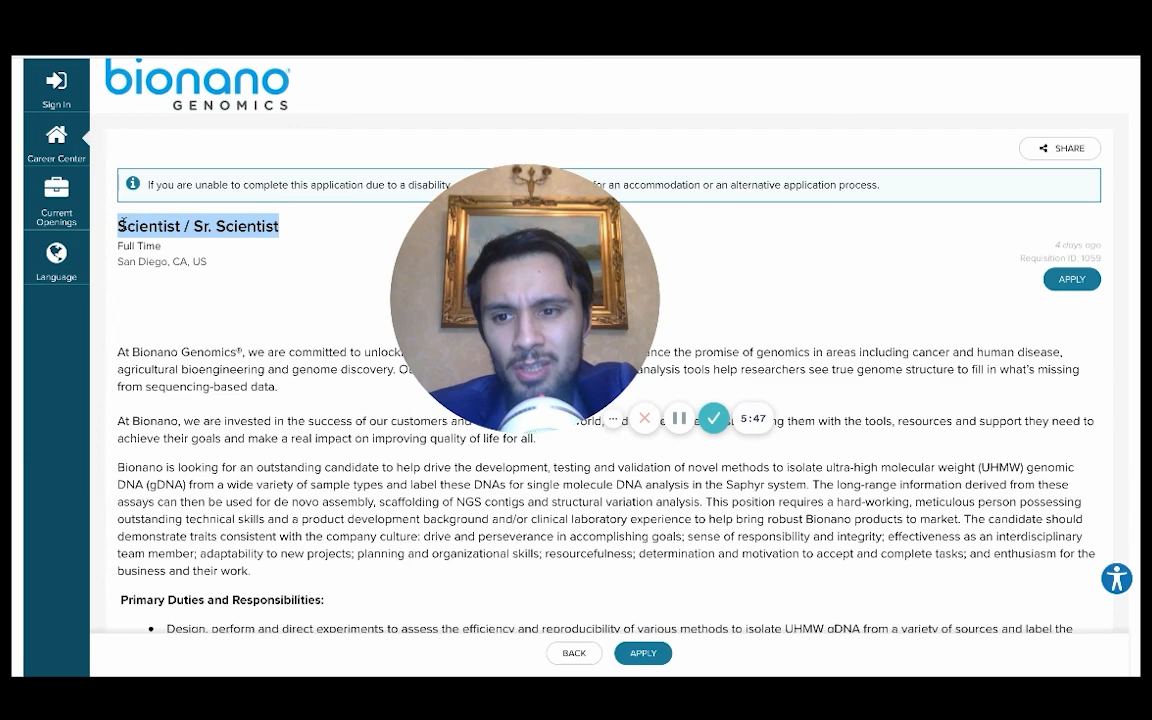 bionano
GENOMICS
Sign In
Career Center
Current
Openings
Language
SHARE
If you are unable to complete this application due to a disability, for an accommodation or an alternative application process.
Scientist / Sr. Scientist
Full Time
San Diego, CA, US
4 days ago
Requisition ID: 1059
APPLY
At Bionano Genomics®, we are committed to the promise of genomics in areas including cancer and human disease,
agricultural bioengineering and genome discovery. analysis tools help researchers see true genome structure to fill in what's missing
from sequencing-based data.
At Bionano, we are invested in the success of our customers them with the tools, resources and support they need to
achieve their goals and make a real impact on improving quality of life for all.
5:47
Bionano is looking for an outstanding candidate to help drive the development, testing and validation of novel methods to isolate ultra-high molecular weight (UHMW) genomic
DNA (gDNA) from a wide variety of sample types and label these DNAs for single molecule DNA analysis in the Saphyr system. The long-range information derived from these
assays can then be used for de novo assembly, scaffolding of NGS contigs and structural variation analysis. This position requires a hard-working, meticulous person possessing
outstanding technical skills and a product development background and/or clinical laboratory experience to help bring robust Bionano products to market. The candidate should
demonstrate traits consistent with the company culture: drive and perseverance in accomplishing goals; sense of responsibility and integrity; effectiveness as an interdisciplinary
team member; adaptability to new projects; planning and organizational skills; resourcefulness; determination and motivation to accept and complete tasks; and enthusiasm for the
business and their work.
Primary Duties and Responsibilities:
• Design, perform and direct experiments to assess the efficiency and reproducibility of various methods to isolate UHMW gDNA from a variety of sources and label the
BACK
APPLY